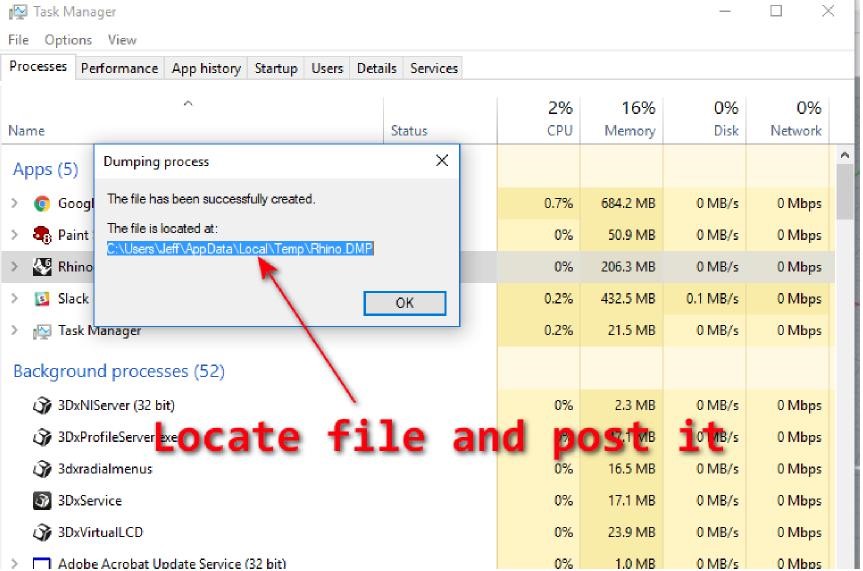 Task Manager
File Options View
Processes Performance App history Startup Users Details Services
2% 16% 0% 0%
Name Status CPU Memory Disk Network
Dumping process
The file has been successfully created.
The file is located at:
C:\Users\Jeff\AppData\Local\Temp\Rhino.DMP
OK
Apps (5)
Googl 0.7% 684.2 MB 0 MB/s 0 Mbps
Paint 0% 50.9 MB 0 MB/s 0 Mbps
Rhino 0% 206.3 MB 0 MB/s 0 Mbps
Slack 0.2% 432.5 MB 0.1 MB/s 0 Mbps
Task Manager 0.2% 21.5 MB 0 MB/s 0 Mbps
Background processes (52)
3DxNlServer (32 bit) 0% 2.3 MB 0 MB/s 0 Mbps
3DxProfileServer.exe MB 0 MB/s 0 Mbps
Locate file and post it
3dxradialmenus 0% 16.5 MB 0 MB/s 0 Mbps
3DxService 0% 17.1 MB 0 MB/s 0 Mbps
3DxVirtualLCD 0% 23.9 MB 0 MB/s 0 Mbps
Adobe Acrobat Update Service (32 bit) 0% 1.0 MB 0 MB/s 0 Mbps